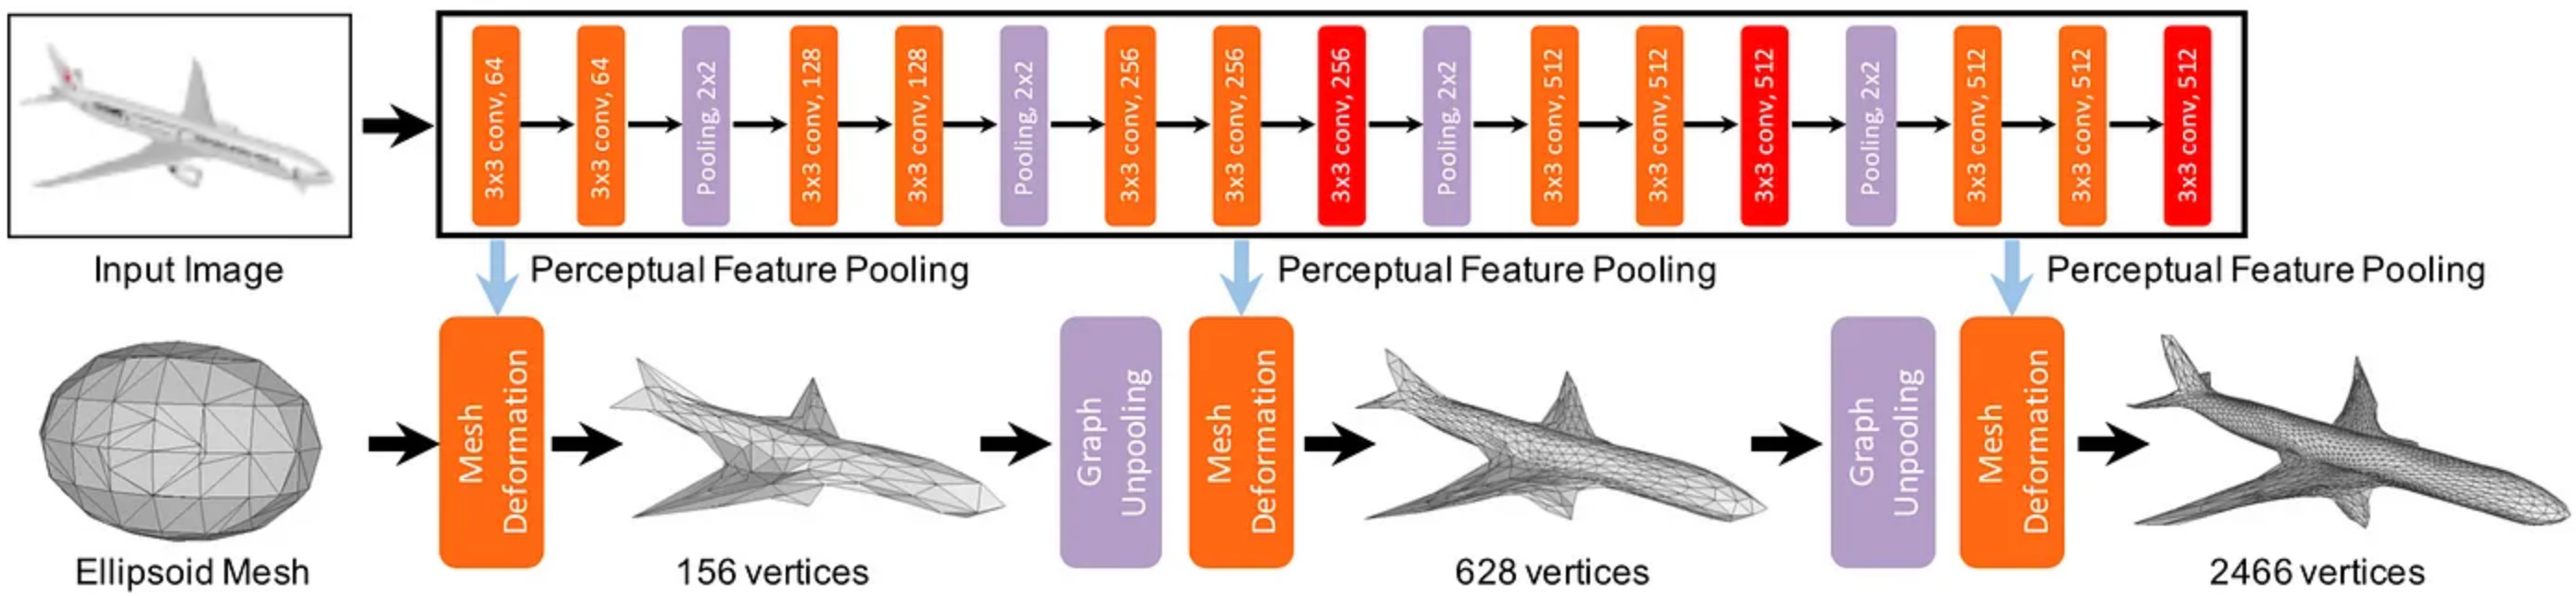 3x3 conv, 64
3x3 conv, 64
Pooling, 2x2
3x3 conv, 128
3x3 conv, 128
Pooling, 2x2
3x3 conv, 256
3x3 conv, 256
3x3 conv, 256
Pooling, 2x2
3x3 conv, 512
3x3 conv, 512
3x3 conv, 512
Pooling, 2x2
3x3 conv, 512
3x3 conv, 512
3x3 conv, 512
Input Image
Perceptual Feature Pooling
Perceptual Feature Pooling
Perceptual Feature Pooling
Mesh
Deformation
Graph
Unpooling
Mesh
Deformation
Graph
Unpooling
Mesh
Deformation
Ellipsoid Mesh
156 vertices
628 vertices
2466 vertices